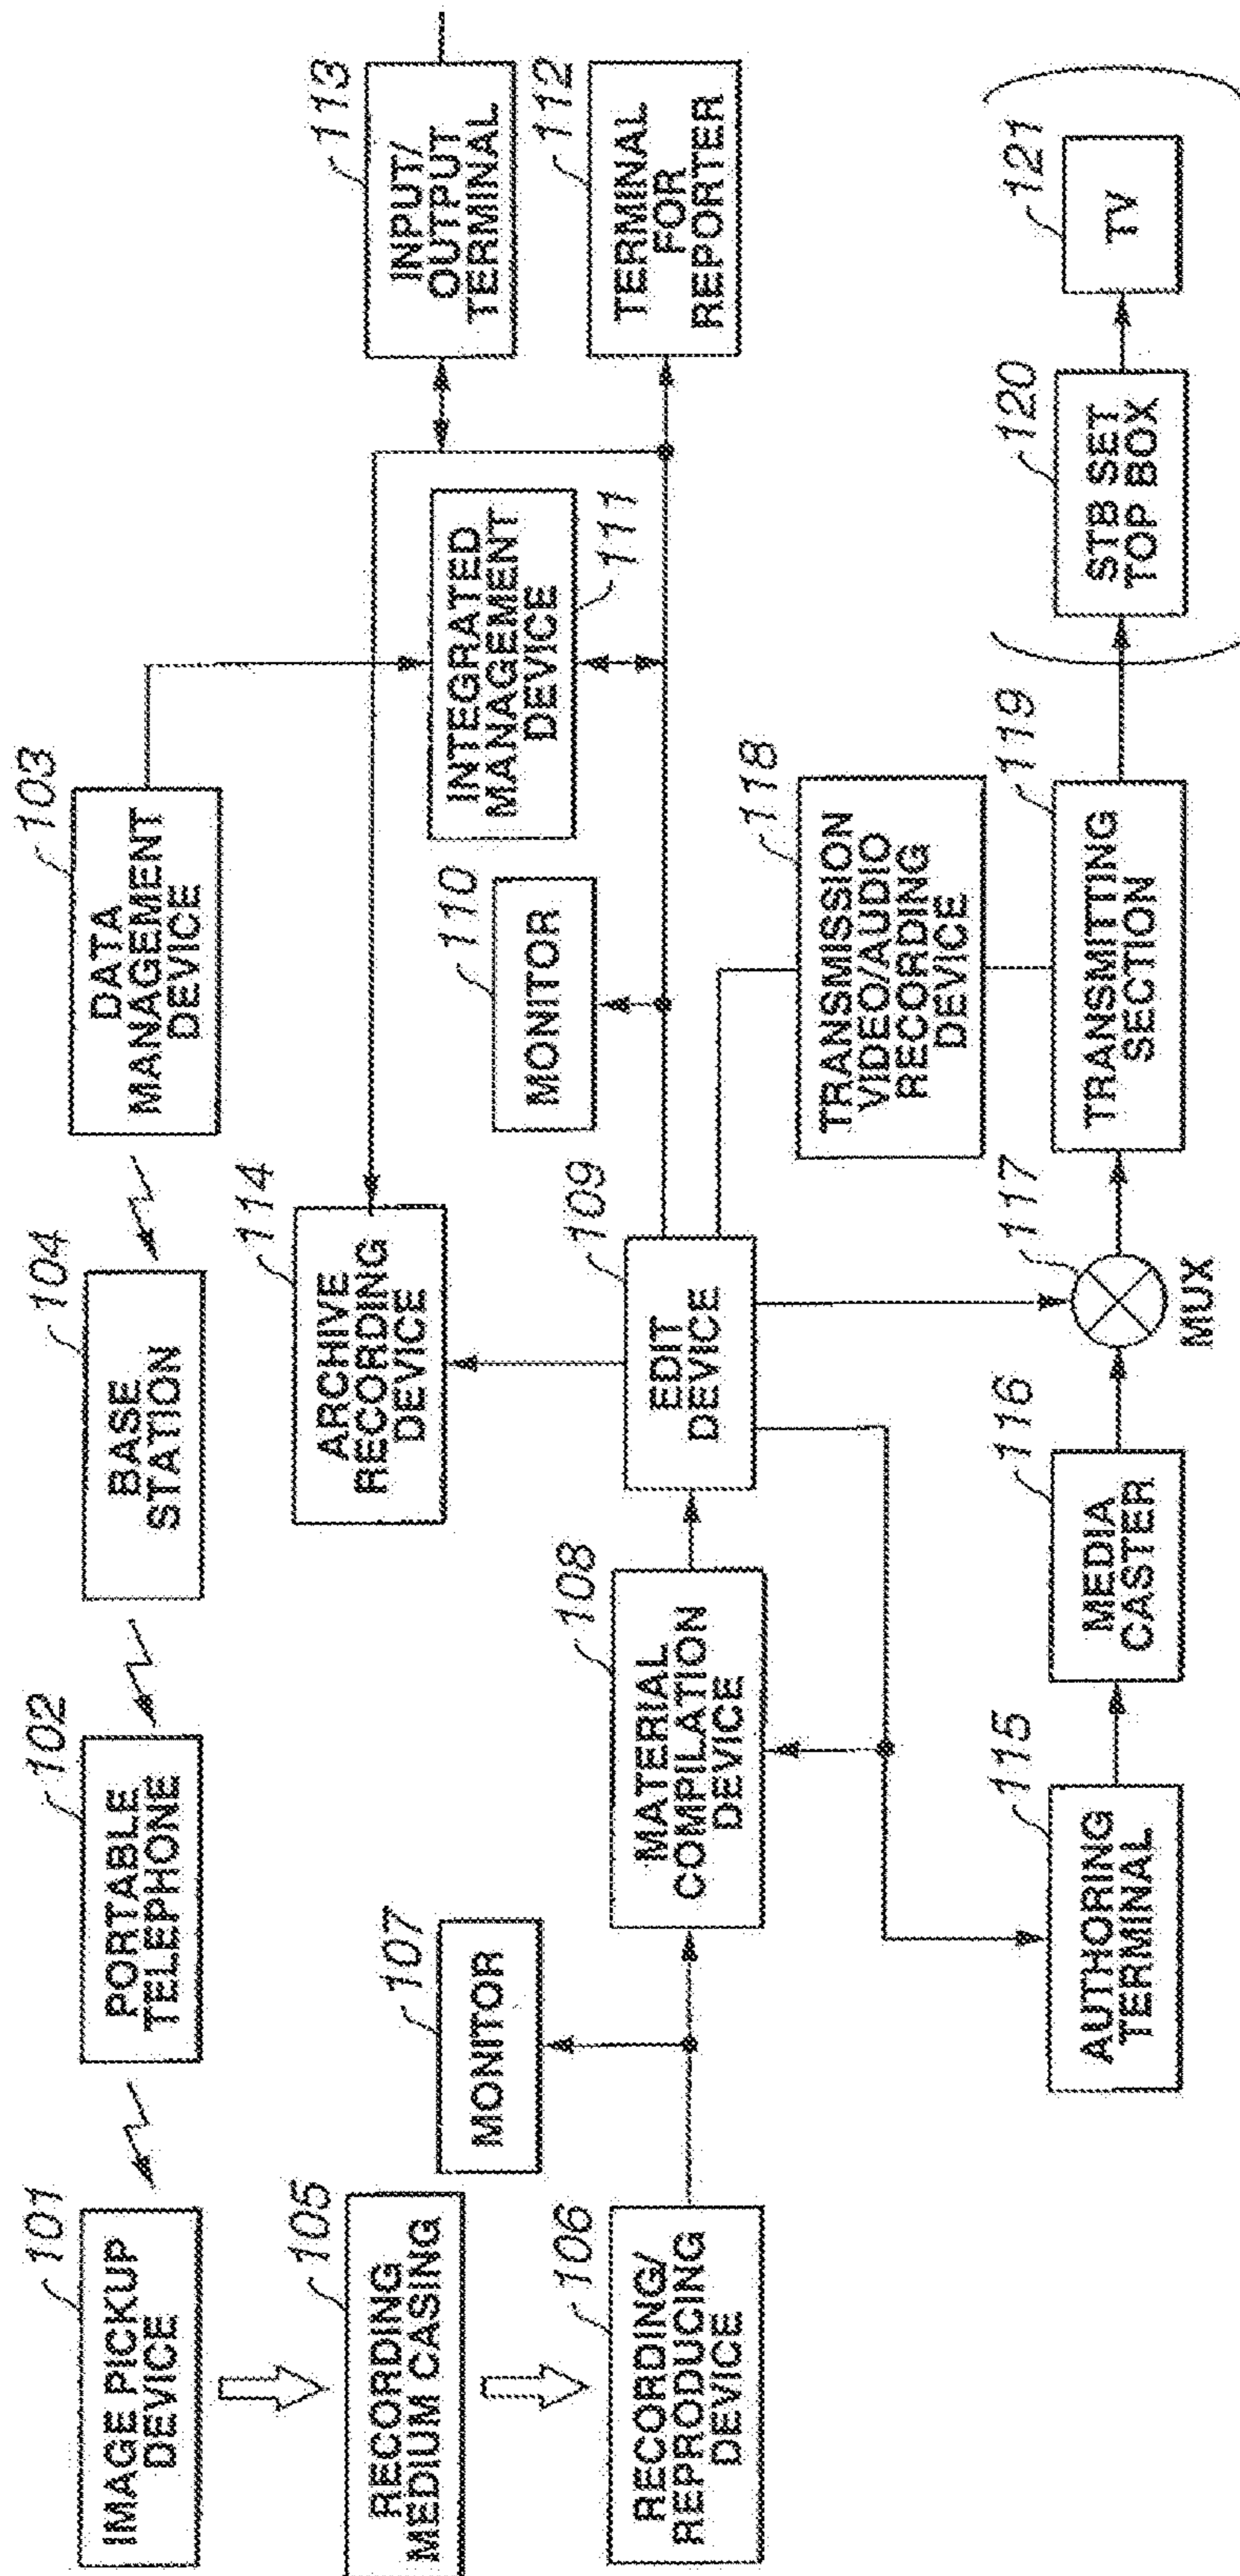 101
IMAGE PICKUP
DEVICE
102
PORTABLE
TELEPHONE
104
BASE
STATION
103
DATA
MANAGEMENT
DEVICE
105
RECORDING
MEDIUM CASING
114
ARCHIVE
RECORDING
DEVICE
113
INPUT/
OUTPUT
TERMINAL
107
MONITOR
110
MONITOR
INTEGRATED
MANAGEMENT
DEVICE
111
106
RECORDING/
REPRODUCING
DEVICE
108
MATERIAL
COMPILATION
DEVICE
109
EDIT
DEVICE
112
TERMINAL
FOR
REPORTER
118
TRANSMISSION
VIDEO/AUDIO
RECORDING
DEVICE
115
AUTHORING
TERMINAL
116
MEDIA
CASTER
117
MUX
119
TRANSMITTING
SECTION
120
STB SET
TOP BOX
121
TV